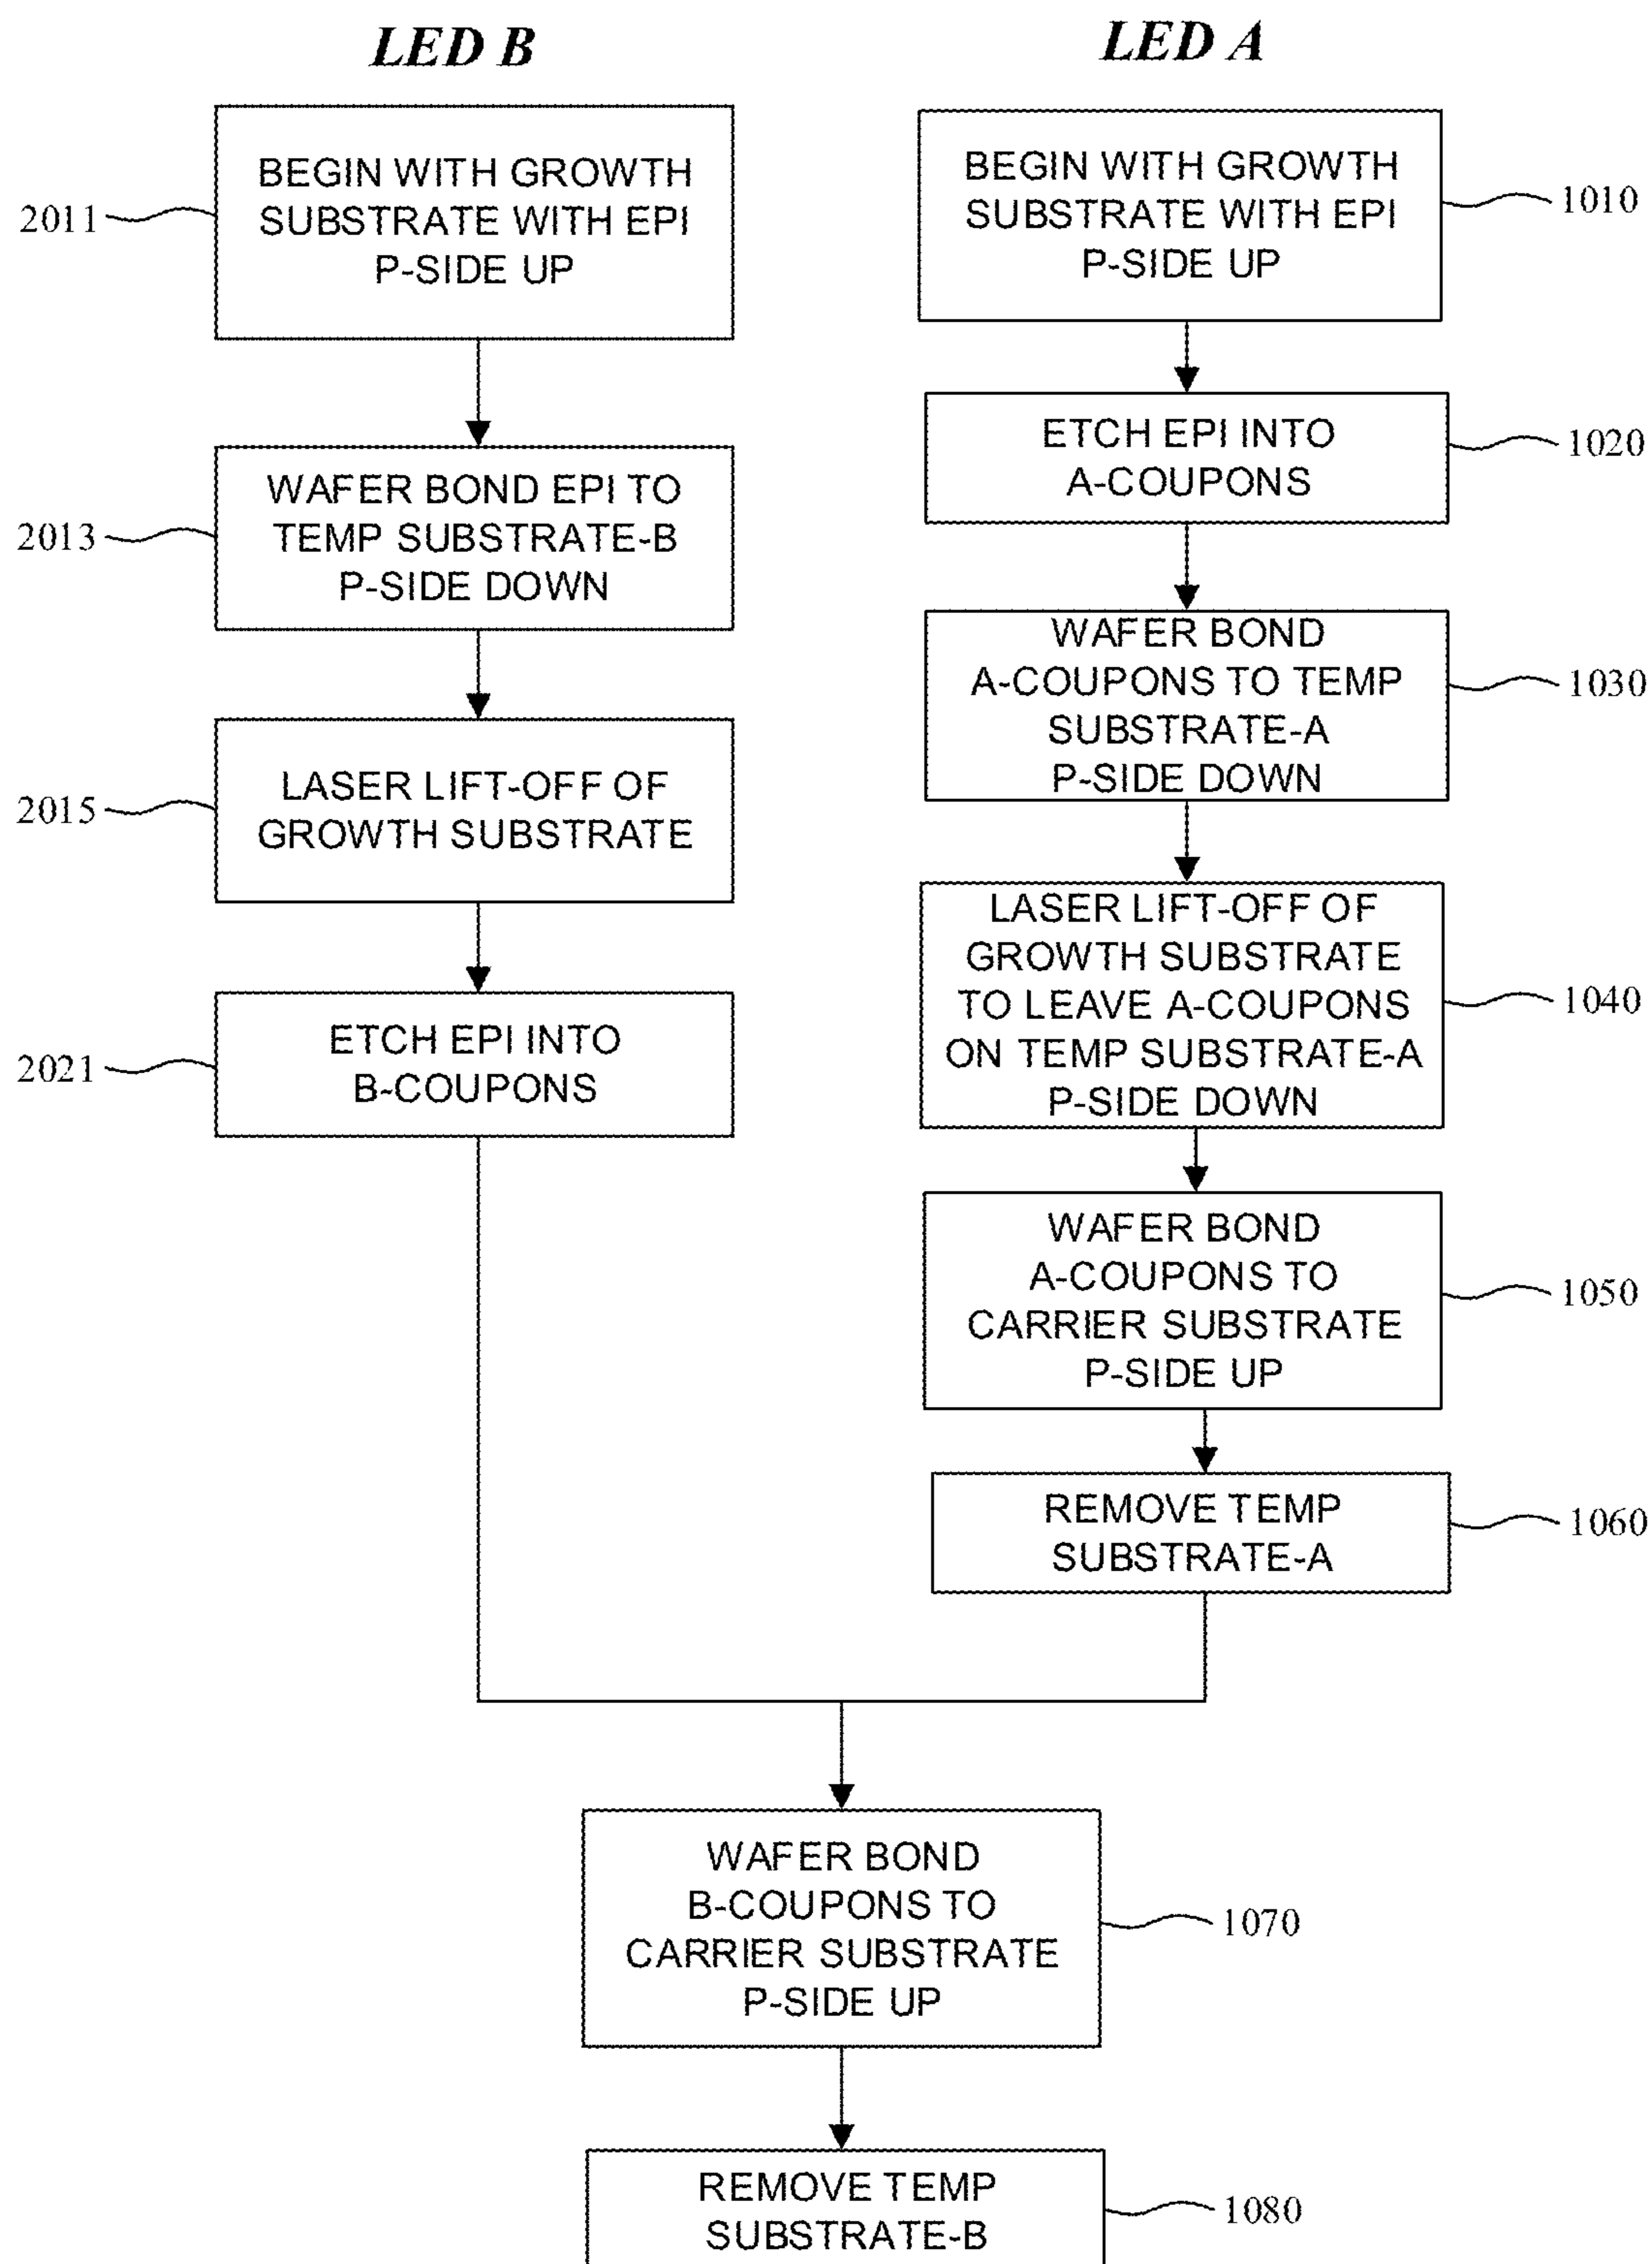 LED B
BEGIN WITH GROWTH
SUBSTRATE WITH EPI
P-SIDE UP
2011
WAFER BOND EPI TO
TEMP SUBSTRATE-B
P-SIDE DOWN
2013
LASER LIFT-OFF OF
GROWTH SUBSTRATE
2015
ETCH EPI INTO
B-COUPONS
2021
LED A
BEGIN WITH GROWTH
SUBSTRATE WITH EPI
P-SIDE UP
1010
ETCH EPI INTO
A-COUPONS
1020
WAFER BOND
A-COUPONS TO TEMP
SUBSTRATE-A
P-SIDE DOWN
1030
LASER LIFT-OFF OF
GROWTH SUBSTRATE
TO LEAVE A-COUPONS
ON TEMP SUBSTRATE-A
P-SIDE DOWN
1040
WAFER BOND
A-COUPONS TO
CARRIER SUBSTRATE
P-SIDE UP
1050
REMOVE TEMP
SUBSTRATE-A
1060
WAFER BOND
B-COUPONS TO
CARRIER SUBSTRATE
P-SIDE UP
1070
REMOVE TEMP
SUBSTRATE-B
1080